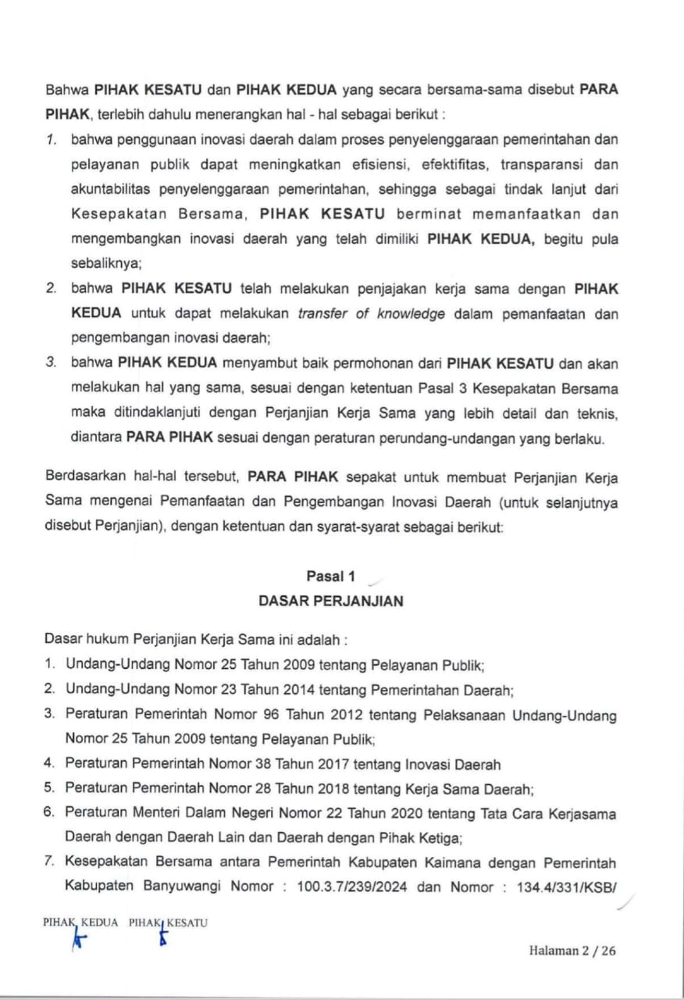 Bahwa PIHAK KESATU dan PIHAK KEDUA yang secara bersama-sama disebut PARA
PIHAK, terlebih dahulu menerangkan hal - hal sebagai berikut :
1. bahwa penggunaan inovasi daerah dalam proses penyelenggaraan pemerintahan dan
pelayanan publik dapat meningkatkan efisiensi, efektifitas, transparansi dan
akuntabilitas penyelenggaraan pemerintahan, sehingga sebagai tindak lanjut dari
Kesepakatan Bersama, PIHAK KESATU berminat memanfaatkan dan
mengembangkan inovasi daerah yang telah dimiliki PIHAK KEDUA, begitu pula
sebaliknya;
2. bahwa PIHAK KESATU telah melakukan penjajakan kerja sama dengan PIHAK
KEDUA untuk dapat melakukan transfer of knowledge dalam pemanfaatan dan
pengembangan inovasi daerah;
3. bahwa PIHAK KEDUA menyambut baik permohonan dari PIHAK KESATU dan akan
melakukan hal yang sama, sesuai dengan ketentuan Pasal 3 Kesepakatan Bersama
maka ditindaklanjuti dengan Perjanjian Kerja Sama yang lebih detail dan teknis,
diantara PARA PIHAK sesuai dengan peraturan perundang-undangan yang berlaku.
Berdasarkan hal-hal tersebut, PARA PIHAK sepakat untuk membuat Perjanjian Kerja
Sama mengenai Pemanfaatan dan Pengembangan Inovasi Daerah (untuk selanjutnya
disebut Perjanjian), dengan ketentuan dan syarat-syarat sebagai berikut:
Pasal 1
DASAR PERJANJIAN
Dasar hukum Perjanjian Kerja Sama ini adalah :
1. Undang-Undang Nomor 25 Tahun 2009 tentang Pelayanan Publik;
2. Undang-Undang Nomor 23 Tahun 2014 tentang Pemerintahan Daerah;
3. Peraturan Pemerintah Nomor 96 Tahun 2012 tentang Pelaksanaan Undang-Undang
Nomor 25 Tahun 2009 tentang Pelayanan Publik;
4. Peraturan Pemerintah Nomor 38 Tahun 2017 tentang Inovasi Daerah
5. Peraturan Pemerintah Nomor 28 Tahun 2018 tentang Kerja Sama Daerah;
6. Peraturan Menteri Dalam Negeri Nomor 22 Tahun 2020 tentang Tata Cara Kerjasama
Daerah dengan Daerah Lain dan Daerah dengan Pihak Ketiga;
7. Kesepakatan Bersama antara Pemerintah Kabupaten Kaimana dengan Pemerintah
Kabupaten Banyuwangi Nomor : 100.3.7/239/2024 dan Nomor : 134.4/331/KSB/
PIHAK KEDUA PIHAK KESATU
Halaman 2 / 26